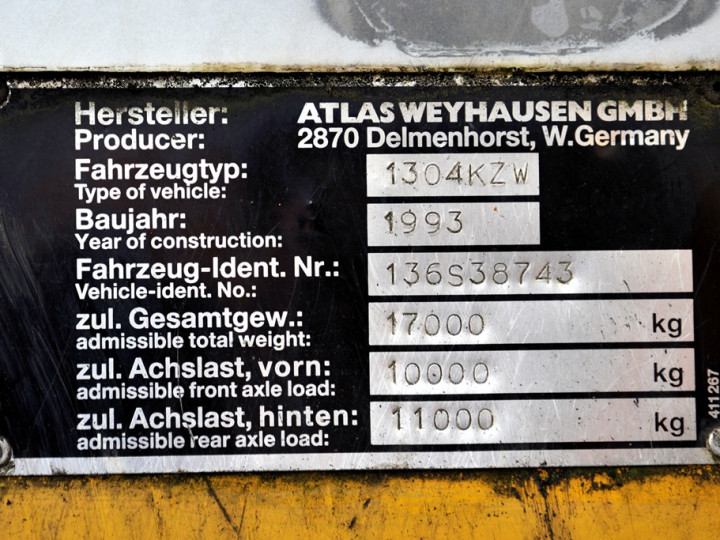 Hersteller: ATLAS WEYHAUSEN GMBH
Producer: 2870 Delmenhorst, W.Germany
Fahrzeugtyp: 1304KZW
Type of vehicle:
Baujahr: 1993
Year of construction:
Fahrzeug-Ident. Nr.: 136S38743
Vehicle-ident. No.:
zul. Gesamtgew.: 17000 kg
admissible total weight:
zul. Achslast, vorn: 10000 kg
admissible front axle load:
zul. Achslast, hinten: 11000 kg
admissible rear axle load:
411267